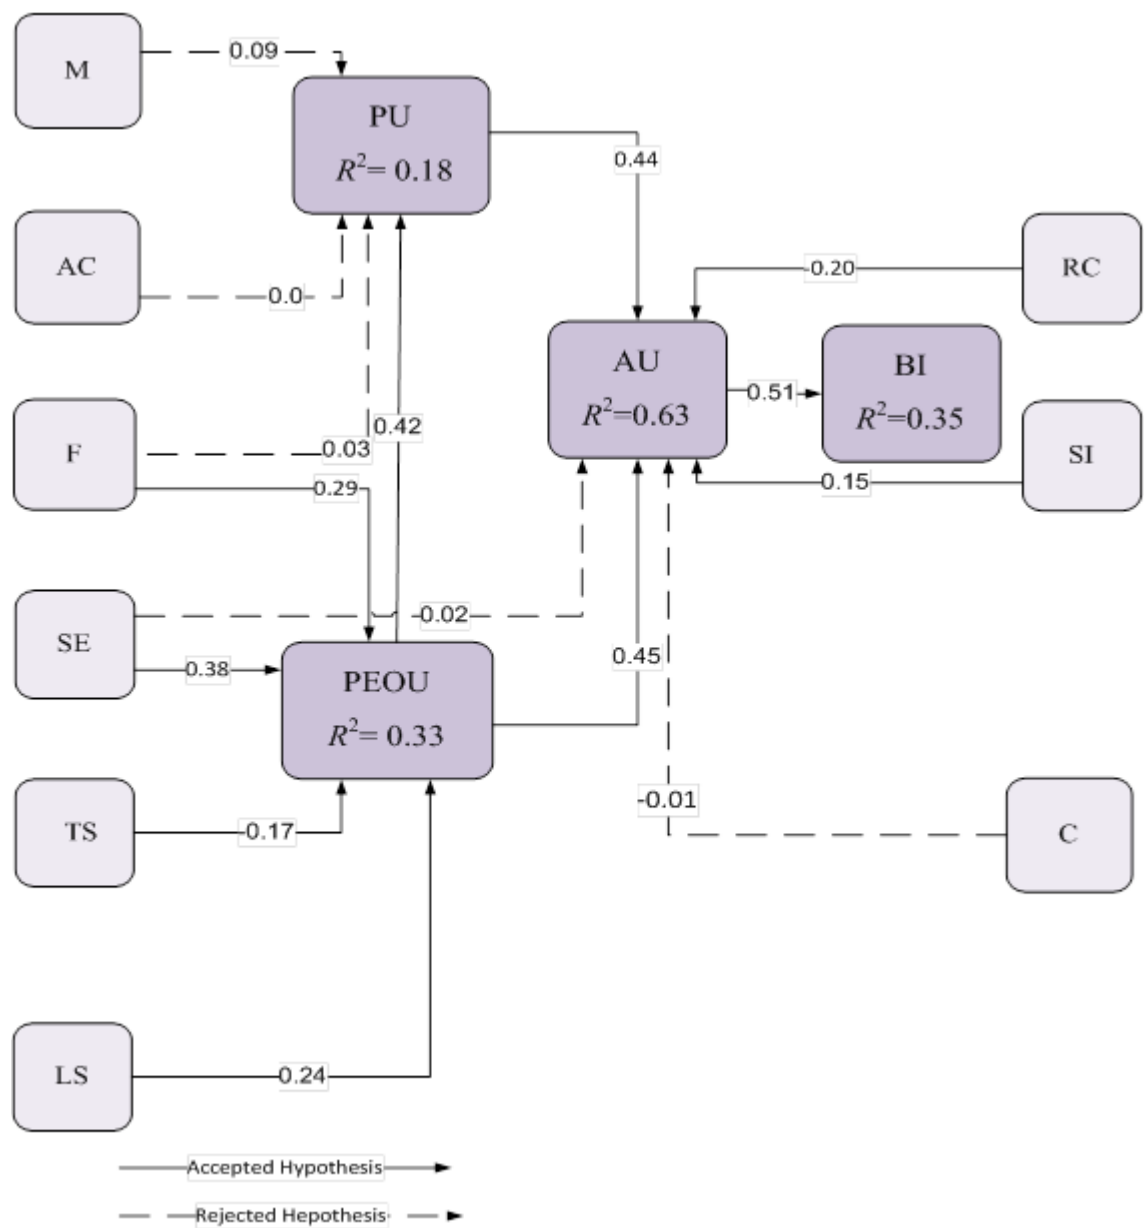 M
0.09
PU
R²= 0.18
0.44
AC
0.0
RC
-0.20
AU
R²=0.63
BI
R²=0.35
0.51
F
0.03
0.42
SI
0.15
0.29
SE
0.02
0.38
PEOU
R²= 0.33
0.45
TS
-0.17
-0.01
C
LS
0.24
Accepted Hypothesis
Rejected Hepothesis